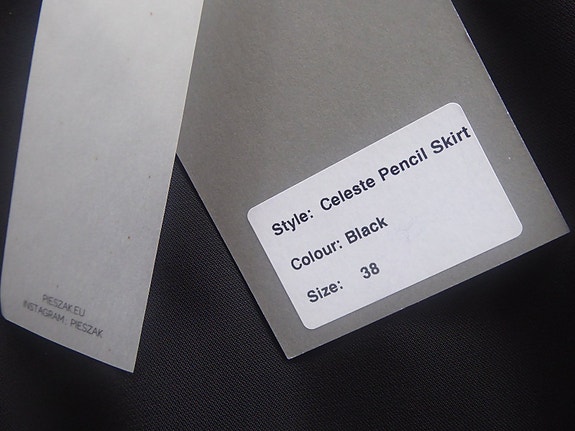 Style: Celeste Pencil Skirt
Colour: Black
Size: 38
PIESZAK.EU
INSTAGRAM: PIESZAK